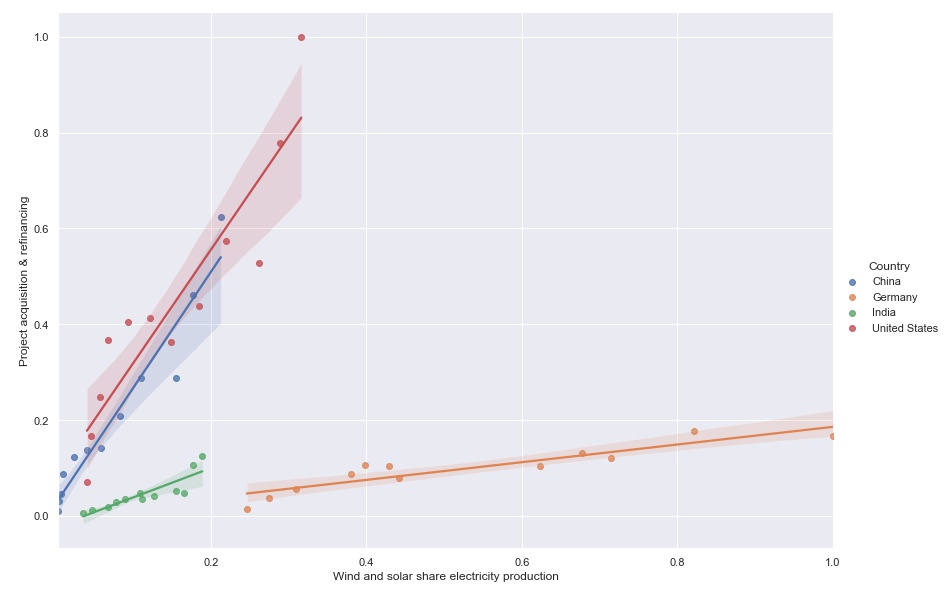 1.0
0.8
0.6
0.4
0.2
0.0
Project acquisition & refinancing
0.2
0.4
0.6
0.8
1.0
Wind and solar share electricity production
Country
China
Germany
India
United States